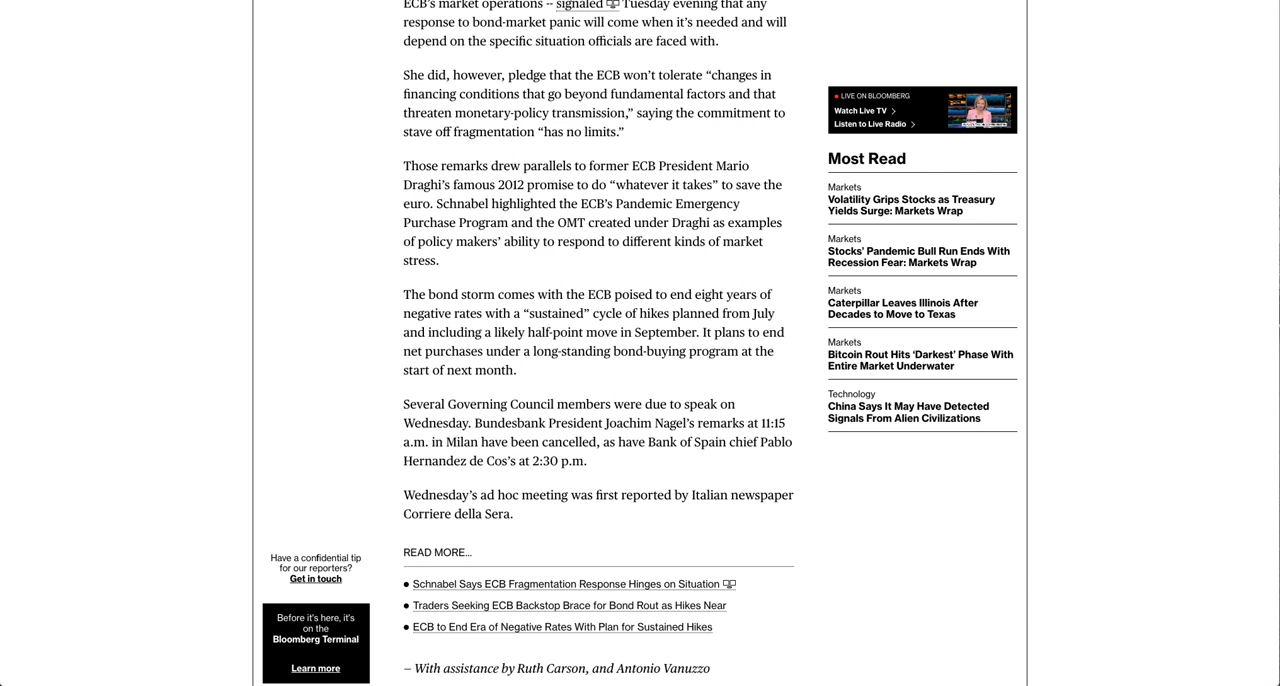 ECB's market operations -- signaled Tuesday evening that any
response to bond-market panic will come when it's needed and will
depend on the specific situation officials are faced with.
She did, however, pledge that the ECB won't tolerate “changes in
financing conditions that go beyond fundamental factors and that
threaten monetary-policy transmission,” saying the commitment to
stave off fragmentation “has no limits.”
Those remarks drew parallels to former ECB President Mario
Draghi's famous 2012 promise to do “whatever it takes” to save the
euro. Schnabel highlighted the ECB's Pandemic Emergency
Purchase Program and the OMT created under Draghi as examples
of policy makers' ability to respond to different kinds of market
stress.
The bond storm comes with the ECB poised to end eight years of
negative rates with a “sustained” cycle of hikes planned from July
and including a likely half-point move in September. It plans to end
net purchases under a long-standing bond-buying program at the
start of next month.
Several Governing Council members were due to speak on
Wednesday. Bundesbank President Joachim Nagel's remarks at 11:15
a.m. in Milan have been cancelled, as have Bank of Spain chief Pablo
Hernandez de Cos's at 2:30 p.m.
Wednesday's ad hoc meeting was first reported by Italian newspaper
Corriere della Sera.
READ MORE...
• Schnabel Says ECB Fragmentation Response Hinges on Situation
• Traders Seeking ECB Backstop Brace for Bond Rout as Hikes Near
• ECB to End Era of Negative Rates With Plan for Sustained Hikes
– With assistance by Ruth Carson, and Antonio Vanuzzo
Have a confidential tip
for our reporters?
Get in touch
Before it's here, it's
on the
Bloomberg Terminal
Learn more
LIVE ON BLOOMBERG
Watch Live TV
Listen to Live Radio
Most Read
Markets
Volatility Grips Stocks as Treasury
Yields Surge: Markets Wrap
Markets
Stocks' Pandemic Bull Run Ends With
Recession Fear: Markets Wrap
Markets
Caterpillar Leaves Illinois After
Decades to Move to Texas
Markets
Bitcoin Rout Hits ‘Darkest’ Phase With
Entire Market Underwater
Technology
China Says It May Have Detected
Signals From Alien Civilizations